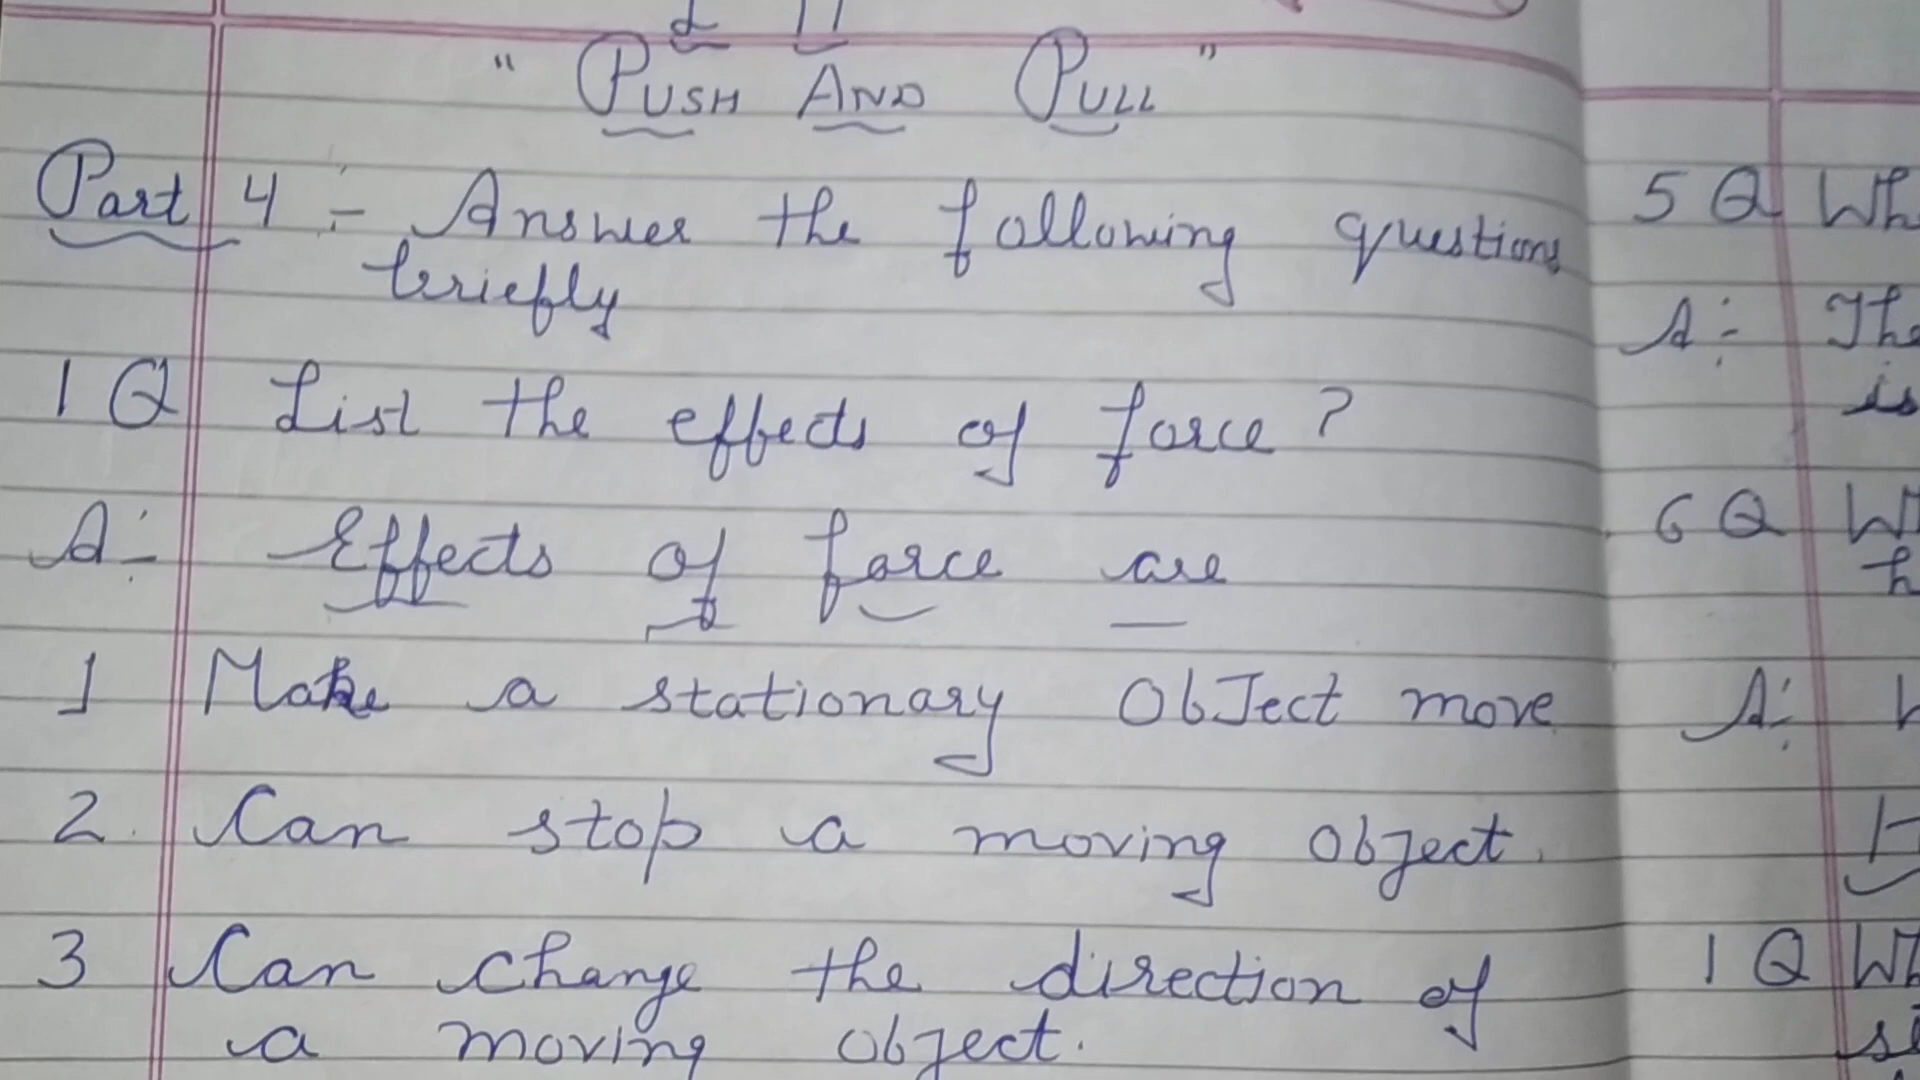 L 11
" PUSH AND PULL "
Part 4 :- Answer the following questions
briefly
1 Q List the effects of force?
A:- Effects of force are
1 Make a stationary ObJect move
2. Can stop a moving object.
3 Can change the direction of
a moving object.
5 Q
A:- The
is
6 Q
A:-
1 Q